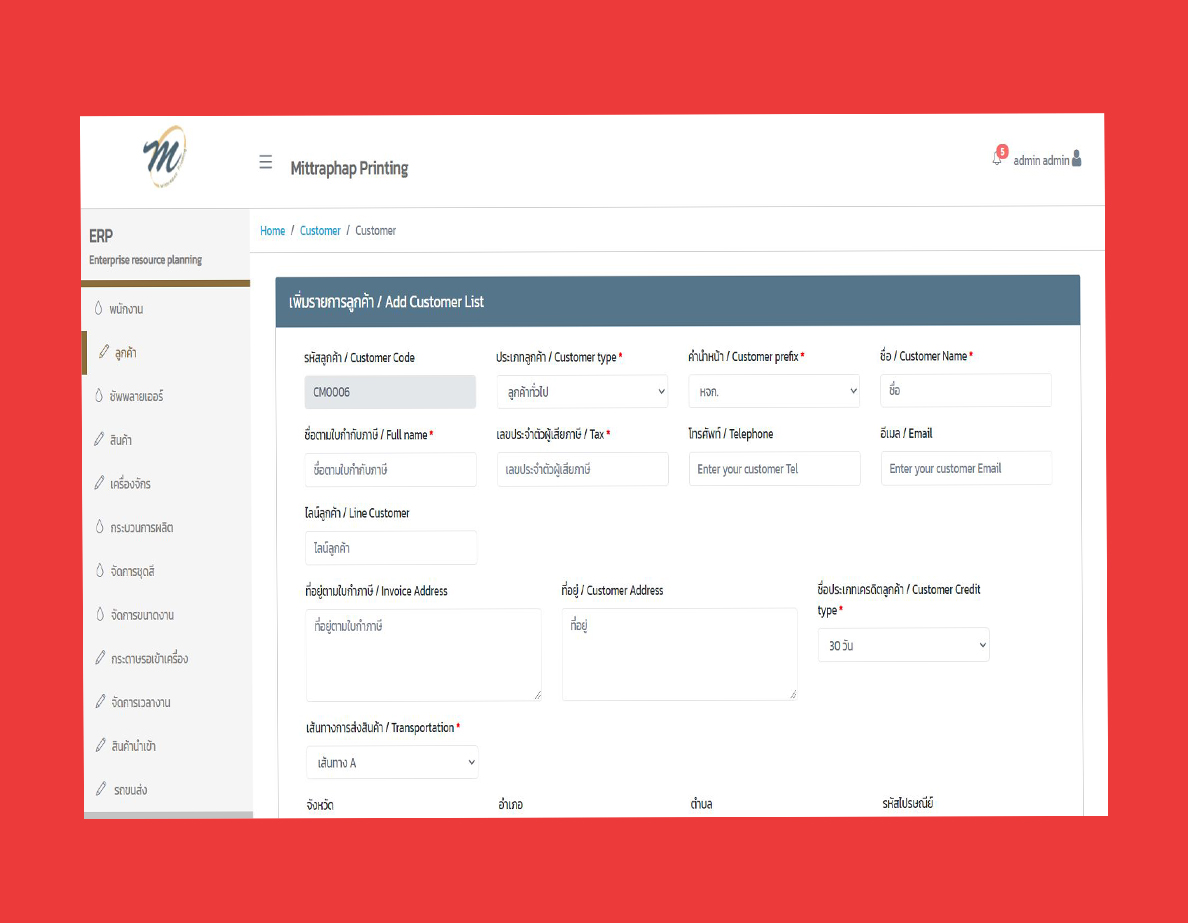 M
Mittraphap Printing
5
admin admin
ERP
Enterprise resource planning
Home / Customer / Customer
พนักงาน
ลูกค้า
ซัพพลายเออร์
สินค้า
เครื่องจักร
กระบวนการผลิต
จัดการชุดสี
จัดการขนาดงาน
กระดาษรอเข้าเครื่อง
จัดการเวลางาน
สินค้านำเข้า
รถขนส่ง
เพิ่มรายการลูกค้า / Add Customer List
รหัสลูกค้า / Customer Code
ประเภทลูกค้า / Customer type *
คำนำหน้า / Customer prefix *
ชื่อ / Customer Name *
CM0006
ลูกค้าทั่วไป
หจก.
ชื่อ
ชื่อตามใบกำกับภาษี / Full name *
เลขประจำตัวผู้เสียภาษี / Tax *
โทรศัพท์ / Telephone
อีเมล / Email
ชื่อตามใบกำกับภาษี
เลขประจำตัวผู้เสียภาษี
Enter your customer Tel
Enter your customer Email
ไลน์ลูกค้า / Line Customer
ไลน์ลูกค้า
ที่อยู่ตามใบกำภาษี / Invoice Address
ที่อยู่ / Customer Address
ชื่อประเภทเครดิตลูกค้า / Customer Credit
type *
ที่อยู่ตามใบกำภาษี
ที่อยู่
30 วัน
เส้นทางการส่งสินค้า / Transportation *
เส้นทาง A
จังหวัด
อำเภอ
ตำบล
รหัสไปรษณีย์